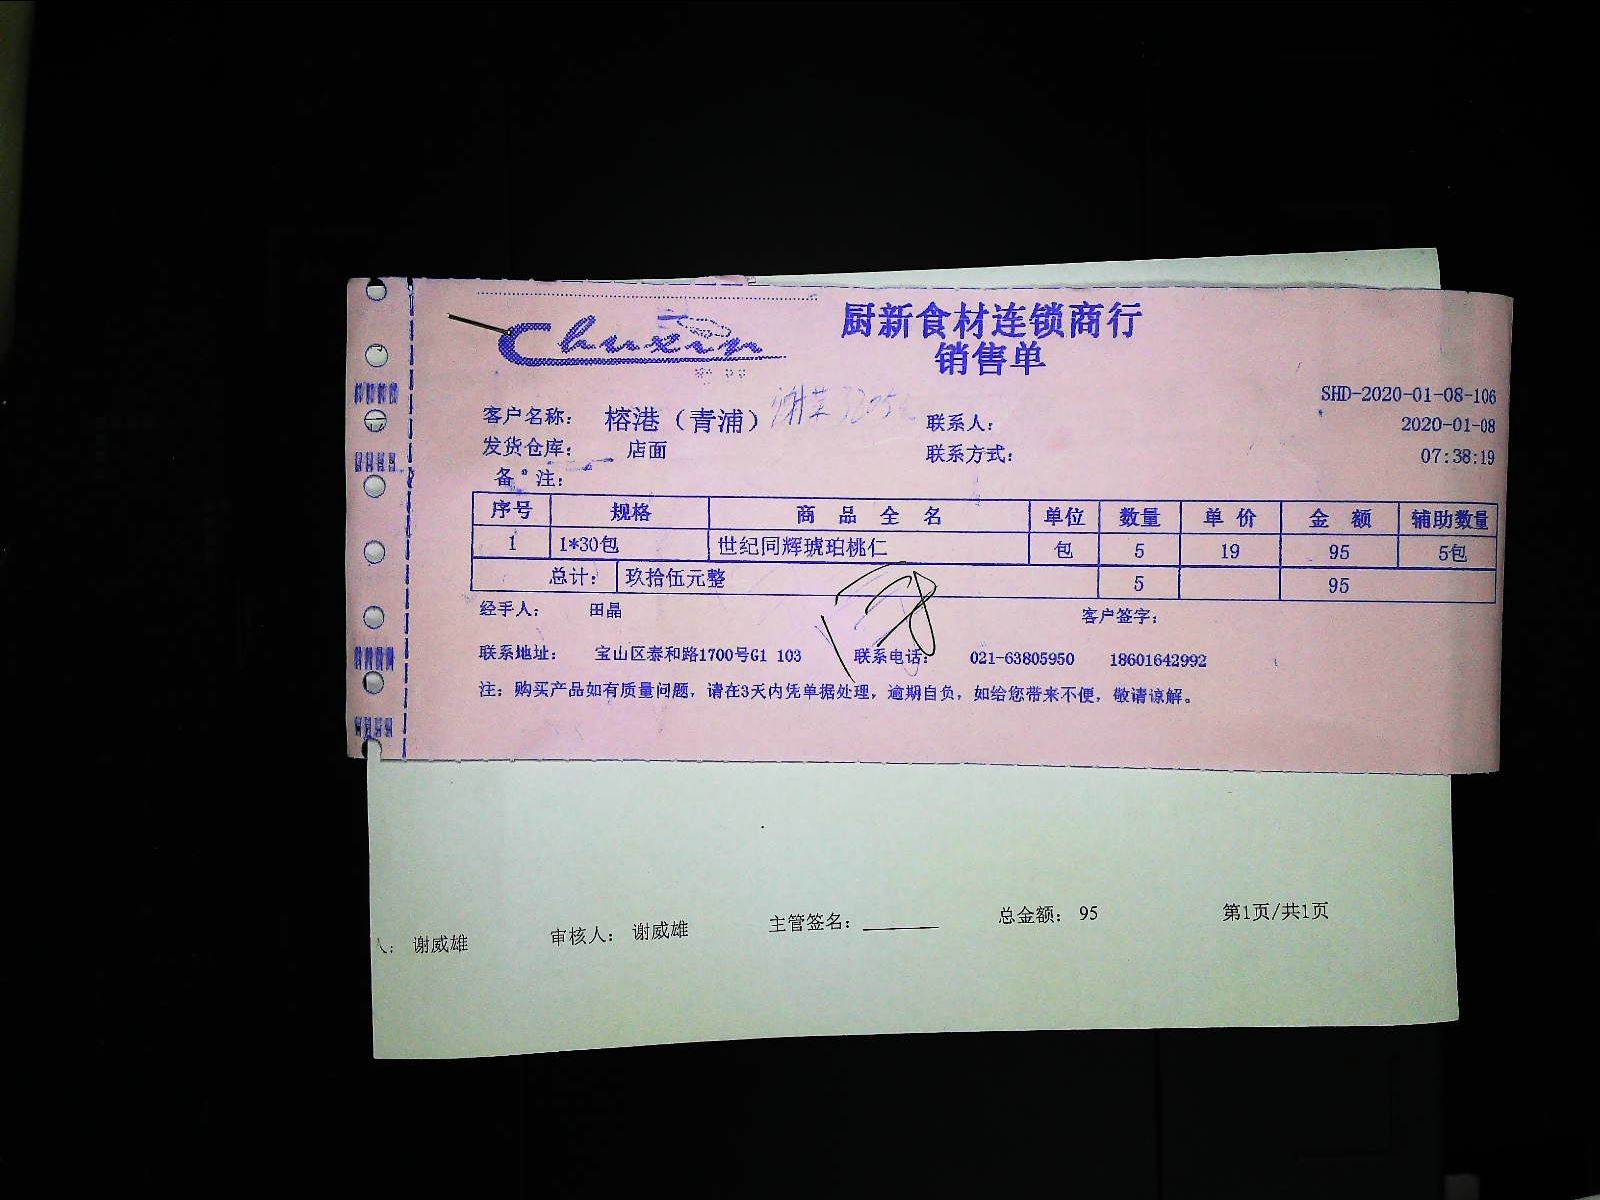 Chuxin
厨新食材连锁商行
销售单
SHD-2020-01-08-106
客户名称： 榕港（青浦） 联系人： 2020-01-08
发货仓库： 店面 联系方式： 07:38:19
备 注：
序号 规格 商 品 全 名 单位 数量 单 价 金 额 辅助数量
1 1*30包 世纪同辉琥珀桃仁 包 5 19 95 5包
总计： 玖拾伍元整 5 95
经手人： 田晶 客户签字：
联系地址： 宝山区泰和路1700号G1 103 联系电话： 021-63805950 18601642992
注：购买产品如有质量问题，请在3天内凭单据处理，逾期自负，如给您带来不便，敬请谅解。
人： 谢威雄 审核人： 谢威雄 主管签名： 总金额： 95 第1页/共1页